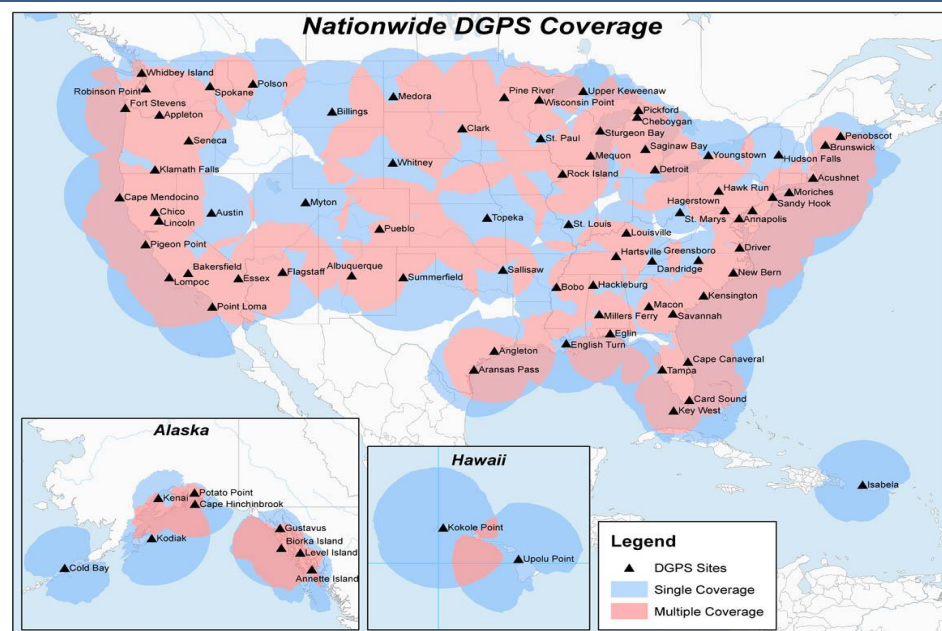 Nationwide DGPS Coverage
Whidbey Island
Robinson Point
Spokane
Polson
Fort Stevens
Appleton
Seneca
Billings
Medora
Pine River
Wisconsin Point
Upper Keweenaw
Pickford
Cheboygan
Clark
St. Paul
Sturgeon Bay
Saginaw Bay
Penobscot
Brunswick
Youngstown
Hudson Falls
Klamath Falls
Whitney
Mequon
Rock Island
Detroit
Acushnet
Cape Mendocino
Chico
Lincoln
Austin
Myton
Hawk Run
Moriches
Sandy Hook
Hagerstown
St. Marys
Annapolis
Topeka
St. Louis
Louisville
Pueblo
Pigeon Point
Hartsville
Greensboro
Dandridge
Driver
Bakersfield
Lompoc
Essex
Flagstaff
Albuquerque
Summerfield
Sallisaw
New Bern
Bobo
Hackleburg
Kensington
Point Loma
Millers Ferry
Macon
Savannah
Eglin
English Turn
Angleton
Aransas Pass
Cape Canaveral
Tampa
Card Sound
Key West
Isabela
Alaska
Kenai
Potato Point
Cape Hinchinbrook
Kodiak
Cold Bay
Gustavus
Biorka Island
Level Island
Annette Island
Hawaii
Kokole Point
Upolu Point
Legend
DGPS Sites
Single Coverage
Multiple Coverage